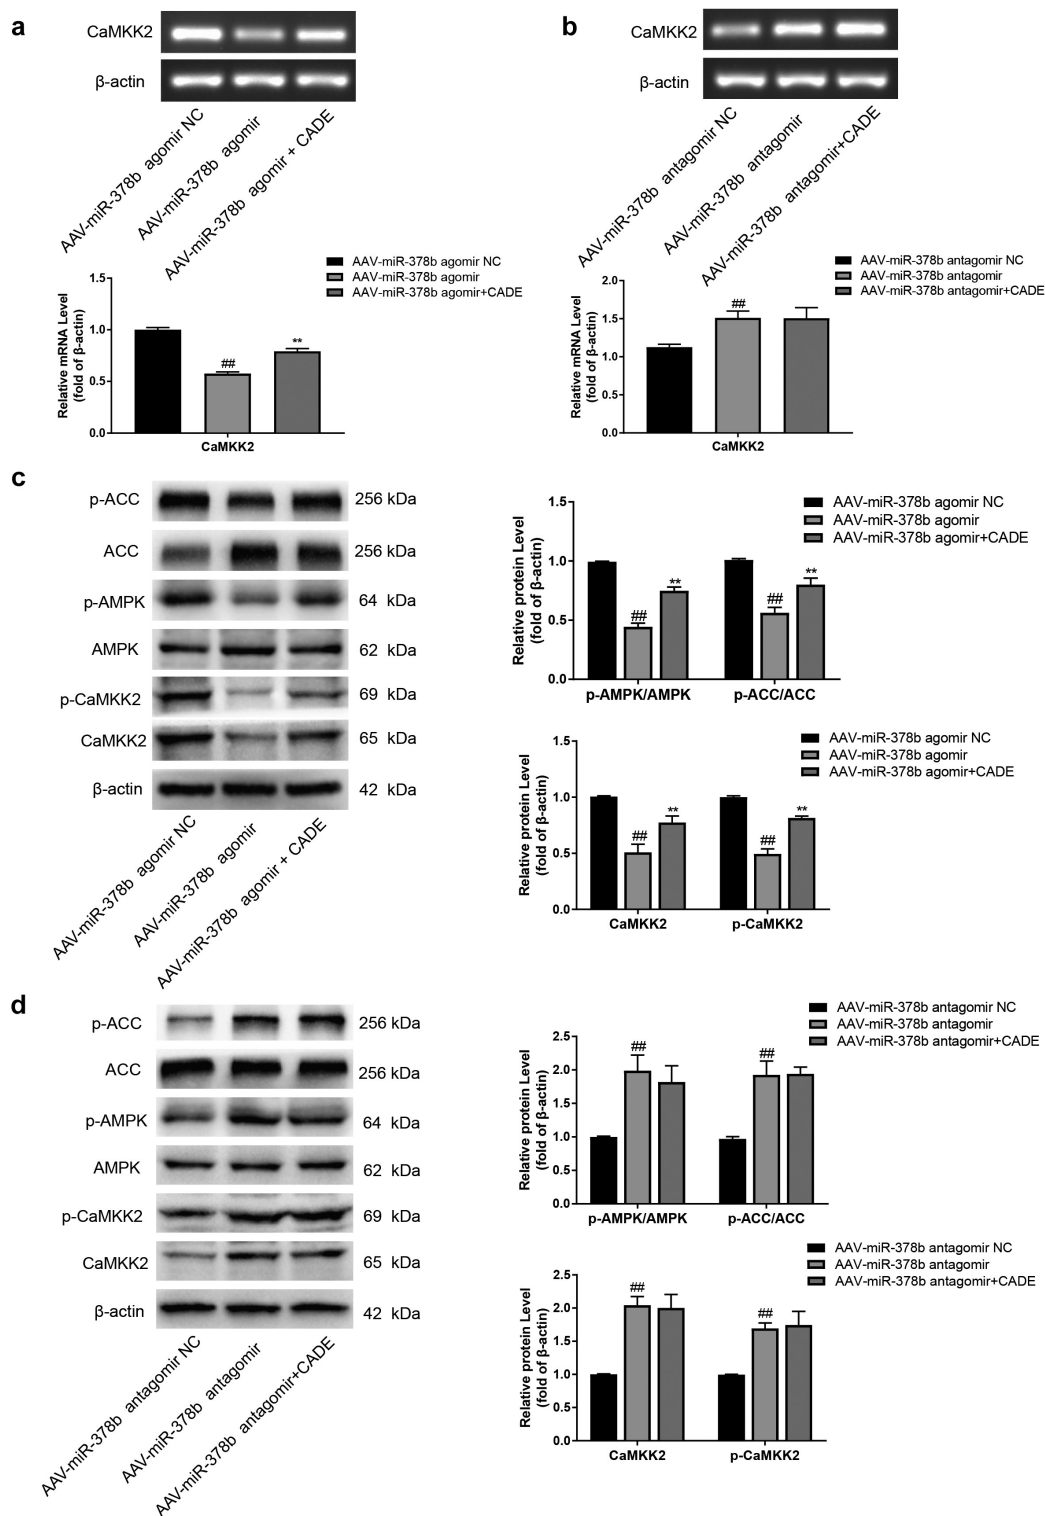 a
CaMKK2
β-actin
AAV-miR-378b agomir NC
AAV-miR-378b agomir
AAV-miR-378b agomir + CADE
AAV-miR-378b agomir NC
AAV-miR-378b agomir
AAV-miR-378b agomir+CADE
Relative mRNA Level
(fold of β-actin)
1.5
1.0
0.5
0.0
##
**
CaMKK2
b
CaMKK2
β-actin
AAV-miR-378b antagomir NC
AAV-miR-378b antagomir
AAV-miR-378b antagomir+CADE
AAV-miR-378b antagomir NC
AAV-miR-378b antagomir
AAV-miR-378b antagomir+CADE
Relative mRNA Level
(fold of β-actin)
2.0
1.5
1.0
0.5
0.0
##
CaMKK2
c
p-ACC 256 kDa
ACC 256 kDa
p-AMPK 64 kDa
AMPK 62 kDa
p-CaMKK2 69 kDa
CaMKK2 65 kDa
β-actin 42 kDa
AAV-miR-378b agomir NC
AAV-miR-378b agomir
AAV-miR-378b agomir + CADE
AAV-miR-378b agomir NC
AAV-miR-378b agomir
AAV-miR-378b agomir+CADE
Relative protein Level
(fold of β-actin)
1.5
1.0
0.5
0.0
## ** ## **
p-AMPK/AMPK p-ACC/ACC
AAV-miR-378b agomir NC
AAV-miR-378b agomir
AAV-miR-378b agomir+CADE
Relative protein Level
(fold of β-actin)
1.5
1.0
0.5
0.0
## ** ## **
CaMKK2 p-CaMKK2
d
p-ACC 256 kDa
ACC 256 kDa
p-AMPK 64 kDa
AMPK 62 kDa
p-CaMKK2 69 kDa
CaMKK2 65 kDa
β-actin 42 kDa
AAV-miR-378b antagomir NC
AAV-miR-378b antagomir
AAV-miR-378b antagomir+CADE
AAV-miR-378b antagomir NC
AAV-miR-378b antagomir
AAV-miR-378b antagomir+CADE
Relative protein Level
(fold of β-actin)
2.5
2.0
1.5
1.0
0.5
0.0
## ##
p-AMPK/AMPK p-ACC/ACC
AAV-miR-378b antagomir NC
AAV-miR-378b antagomir
AAV-miR-378b antagomir+CADE
Relative protein Level
(fold of β-actin)
2.5
2.0
1.5
1.0
0.5
0.0
## ##
CaMKK2 p-CaMKK2